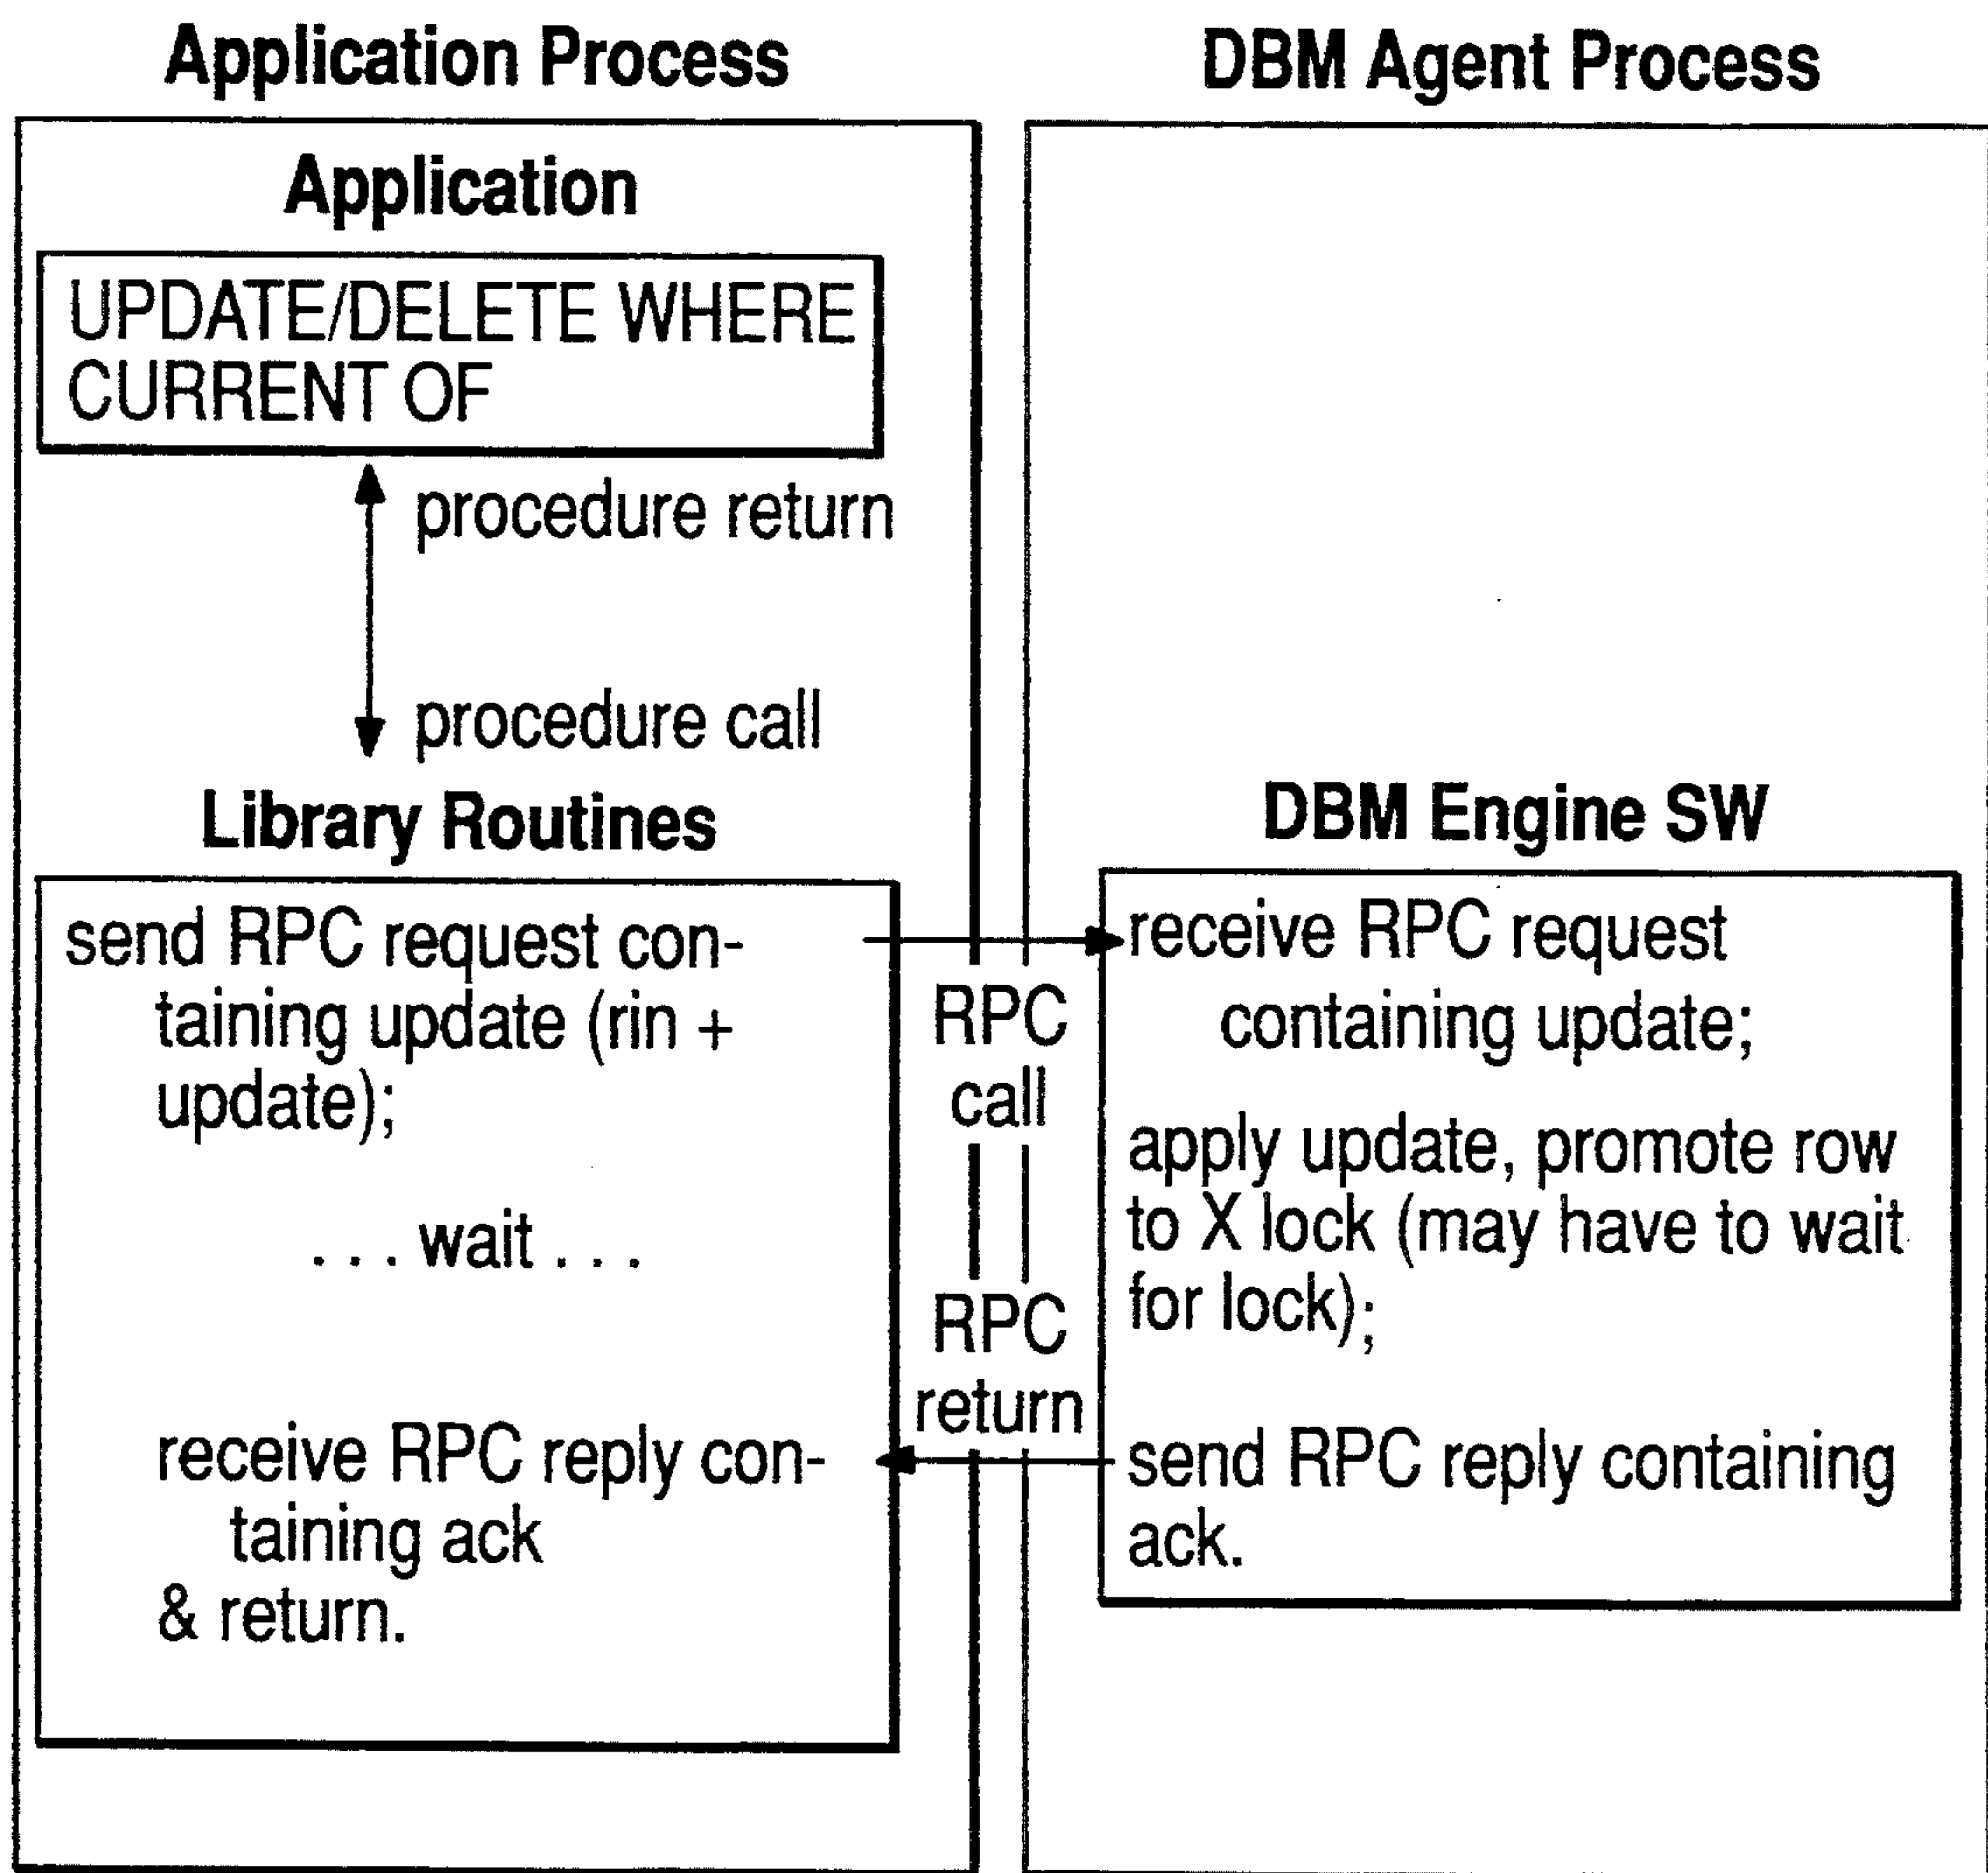 Application Process
DBM Agent Process
Application
UPDATE/DELETE WHERE
CURRENT OF
procedure return
procedure call
Library Routines
send RPC request con-
taining update (rin +
update);
. . . wait . . .
receive RPC reply con-
taining ack
& return.
RPC
call
RPC
return
DBM Engine SW
receive RPC request
containing update;
apply update, promote row
to X lock (may have to wait
for lock);
send RPC reply containing
ack.